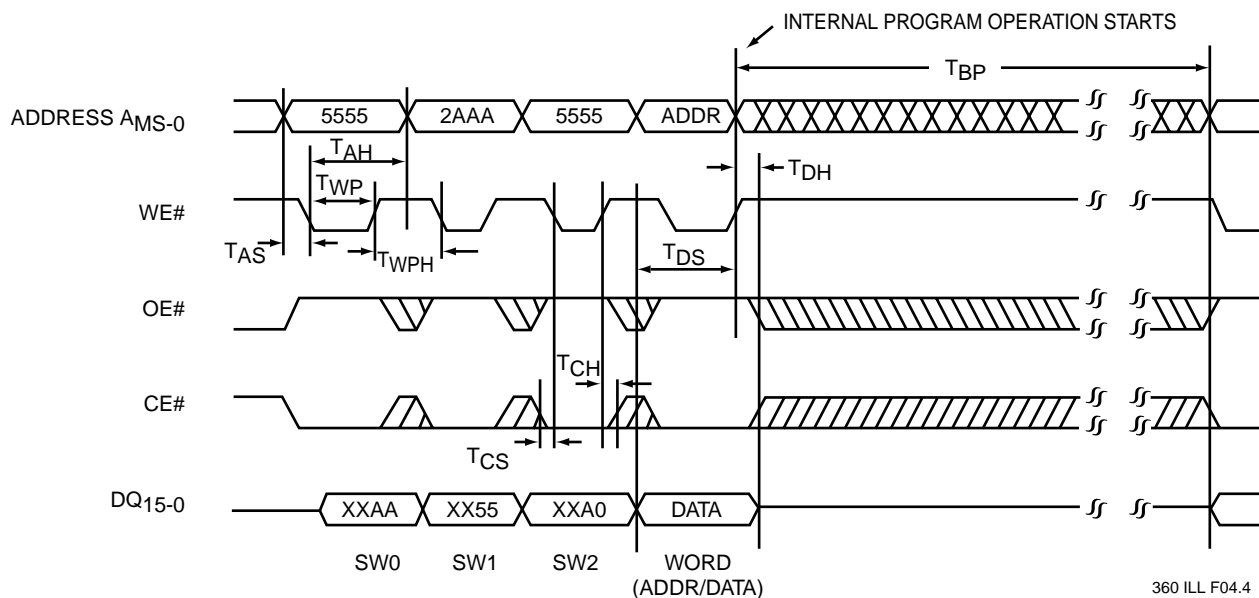 INTERNAL PROGRAM OPERATION STARTS
TBP
ADDRESS AMS-0
5555
2AAA
5555
ADDR
TAH
TDH
TWP
WE#
TAS
TWPH
TDS
OE#
TCH
CE#
TCS
DQ15-0
XXAA
XX55
XXA0
DATA
SW0
SW1
SW2
WORD
(ADDR/DATA)
360 ILL F04.4